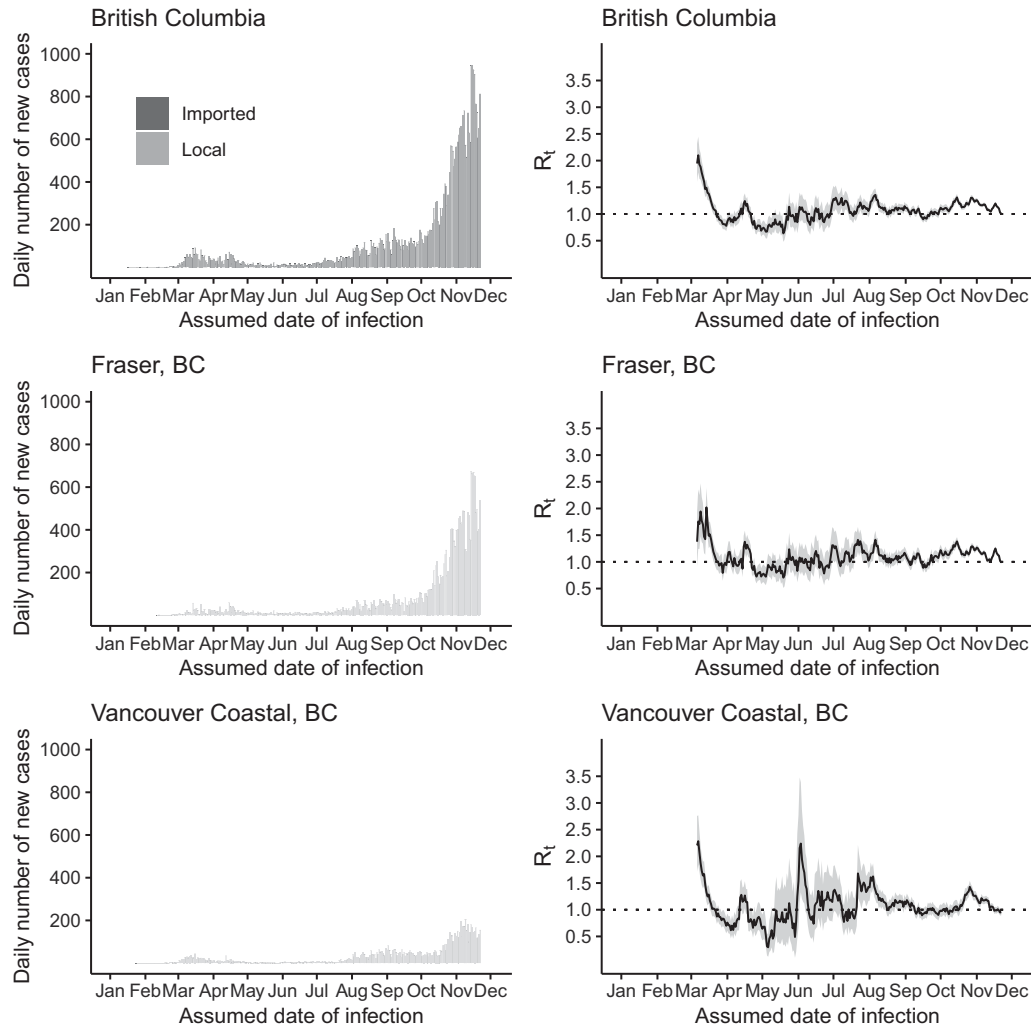 British Columbia
Daily number of new cases
1000
800
600
400
200
Imported
Local
Jan Feb Mar Apr May Jun Jul Aug Sep Oct Nov Dec
Assumed date of infection
British Columbia
Rt
3.5
3.0
2.5
2.0
1.5
1.0
0.5
Jan Feb Mar Apr May Jun Jul Aug Sep Oct Nov Dec
Assumed date of infection
Fraser, BC
Daily number of new cases
1000
800
600
400
200
Jan Feb Mar Apr May Jun Jul Aug Sep Oct Nov Dec
Assumed date of infection
Fraser, BC
Rt
3.5
3.0
2.5
2.0
1.5
1.0
0.5
Jan Feb Mar Apr May Jun Jul Aug Sep Oct Nov Dec
Assumed date of infection
Vancouver Coastal, BC
Daily number of new cases
1000
800
600
400
200
Jan Feb Mar Apr May Jun Jul Aug Sep Oct Nov Dec
Assumed date of infection
Vancouver Coastal, BC
Rt
3.5
3.0
2.5
2.0
1.5
1.0
0.5
Jan Feb Mar Apr May Jun Jul Aug Sep Oct Nov Dec
Assumed date of infection